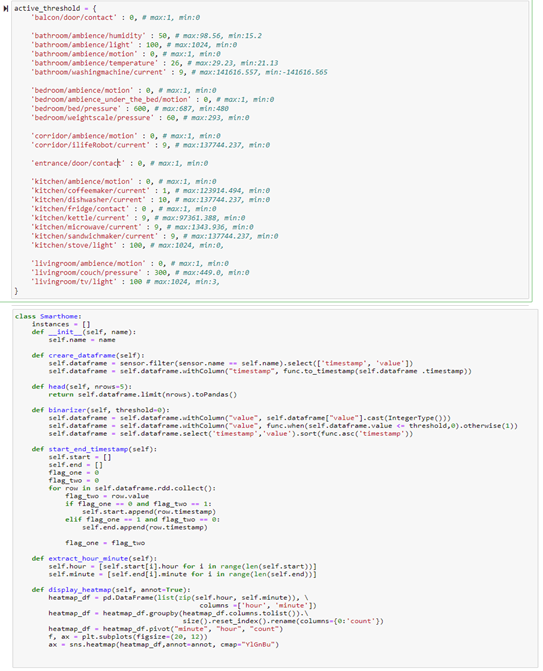 active_threshold = {
'balcon/door/contact' : 0, # max:1, min:0
'bathroom/ambience/humidity' : 50, # max:98.56, min:15.2
'bathroom/ambience/light' : 100, # max:1024, min:0
'bathroom/ambience/motion' : 0, # max:1, min:0
'bathroom/ambience/temperature' : 26, # max:29.23, min:21.13
'bathroom/washingmachine/current' : 9, # max:141616.557, min:-141616.565
'bedroom/ambience/motion' : 0, # max:1, min:0
'bedroom/ambience_under_the_bed/motion' : 0, # max:1, min:0
'bedroom/bed/pressure' : 600, # max:687, min:480
'bedroom/weightscale/pressure' : 60, # max:293, min:0
'corridor/ambience/motion' : 0, # max:1, min:0
'corridor/ilifeRobot/current' : 9, # max:137744.237, min:0
'entrance/door/contact' : 0, # max:1, min:0
'kitchen/ambience/motion' : 0, # max:1, min:0
'kitchen/coffeemaker/current' : 1, # max:123914.494, min:0
'kitchen/dishwasher/current' : 10, # max:137744.237, min:0
'kitchen/fridge/contact' : 0 , # max:1, min:0
'kitchen/kettle/current' : 9, # max:97361.388, min:0
'kitchen/microwave/current' : 9, # max:1343.936, min:0
'kitchen/sandwichmaker/current' : 9, # max:137744.237, min:0
'kitchen/stove/light' : 100, # max:1024, min:0,
'livingroom/ambience/motion' : 0, # max:1, min:0
'livingroom/couch/pressure' : 300, # max:449.0, min:0
'livingroom/tv/light' : 100 # max:1024, min:3,
}
class Smarthome:
instances = []
def __init__(self, name):
self.name = name
def creare_dataframe(self):
self.dataframe = sensor.filter(sensor.name == self.name).select(['timestamp', 'value'])
self.dataframe = self.dataframe.withColumn("timestamp", func.to_timestamp(self.dataframe .timestamp))
def head(self, nrows=5):
return self.dataframe.limit(nrows).toPandas()
def binarizer(self, threshold=0):
self.dataframe = self.dataframe.withColumn("value", self.dataframe["value"].cast(IntegerType()))
self.dataframe = self.dataframe.withColumn("value", func.when(self.dataframe.value <= threshold,0).otherwise(1))
self.dataframe = self.dataframe.select('timestamp','value').sort(func.asc('timestamp'))
def start_end_timestamp(self):
self.start = []
self.end = []
flag_one = 0
flag_two = 0
for row in self.dataframe.rdd.collect():
flag_two = row.value
if flag_one == 0 and flag_two == 1:
self.start.append(row.timestamp)
elif flag_one == 1 and flag_two == 0:
self.end.append(row.timestamp)
flag_one = flag_two
def extract_hour_minute(self):
self.hour = [self.start[i].hour for i in range(len(self.start))]
self.minute = [self.end[i].minute for i in range(len(self.end))]
def display_heatmap(self, annot=True):
heatmap_df = pd.DataFrame(list(zip(self.hour, self.minute)), \
columns =['hour', 'minute'])
heatmap_df = heatmap_df.groupby(heatmap_df.columns.tolist()).\
size().reset_index().rename(columns={0:'count'})
heatmap_df = heatmap_df.pivot("minute", "hour", "count")
f, ax = plt.subplots(figsize=(20, 12))
ax = sns.heatmap(heatmap_df,annot=annot, cmap="YlGnBu")